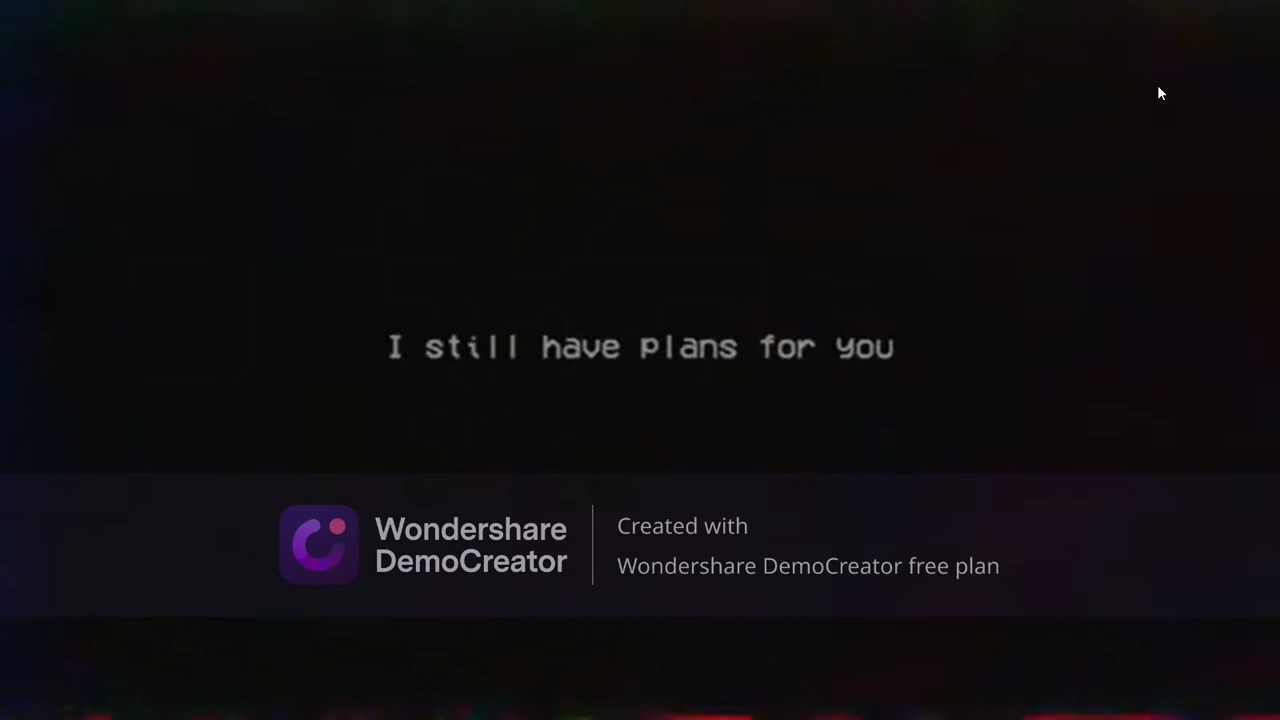 I still have plans for you
Wondershare
DemoCreator
Created with
Wondershare DemoCreator free plan